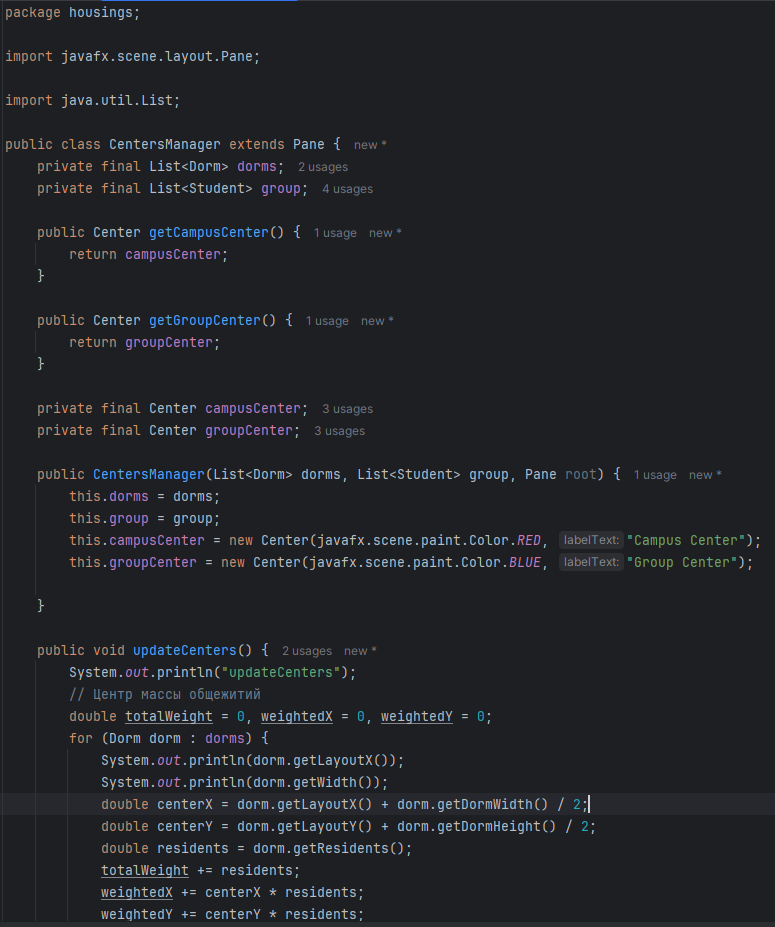 package housings;
import javafx.scene.layout.Pane;
import java.util.List;
public class CentersManager extends Pane { new *
private final List<Dorm> dorms; 2 usages
private final List<Student> group; 4 usages
public Center getCampusCenter() { 1 usage new *
return campusCenter;
}
public Center getGroupCenter() { 1 usage new *
return groupCenter;
}
private final Center campusCenter; 3 usages
private final Center groupCenter; 3 usages
public CentersManager(List<Dorm> dorms, List<Student> group, Pane root) { 1 usage new *
this.dorms = dorms;
this.group = group;
this.campusCenter = new Center(javafx.scene.paint.Color.RED, labelText: "Campus Center");
this.groupCenter = new Center(javafx.scene.paint.Color.BLUE, labelText: "Group Center");
}
public void updateCenters() { 2 usages new *
System.out.println("updateCenters");
// Центр массы общежитий
double totalWeight = 0, weightedX = 0, weightedY = 0;
for (Dorm dorm : dorms) {
System.out.println(dorm.getLayoutX());
System.out.println(dorm.getWidth());
double centerX = dorm.getLayoutX() + dorm.getDormWidth() / 2;
double centerY = dorm.getLayoutY() + dorm.getDormHeight() / 2;
double residents = dorm.getResidents();
totalWeight += residents;
weightedX += centerX * residents;
weightedY += centerY * residents;